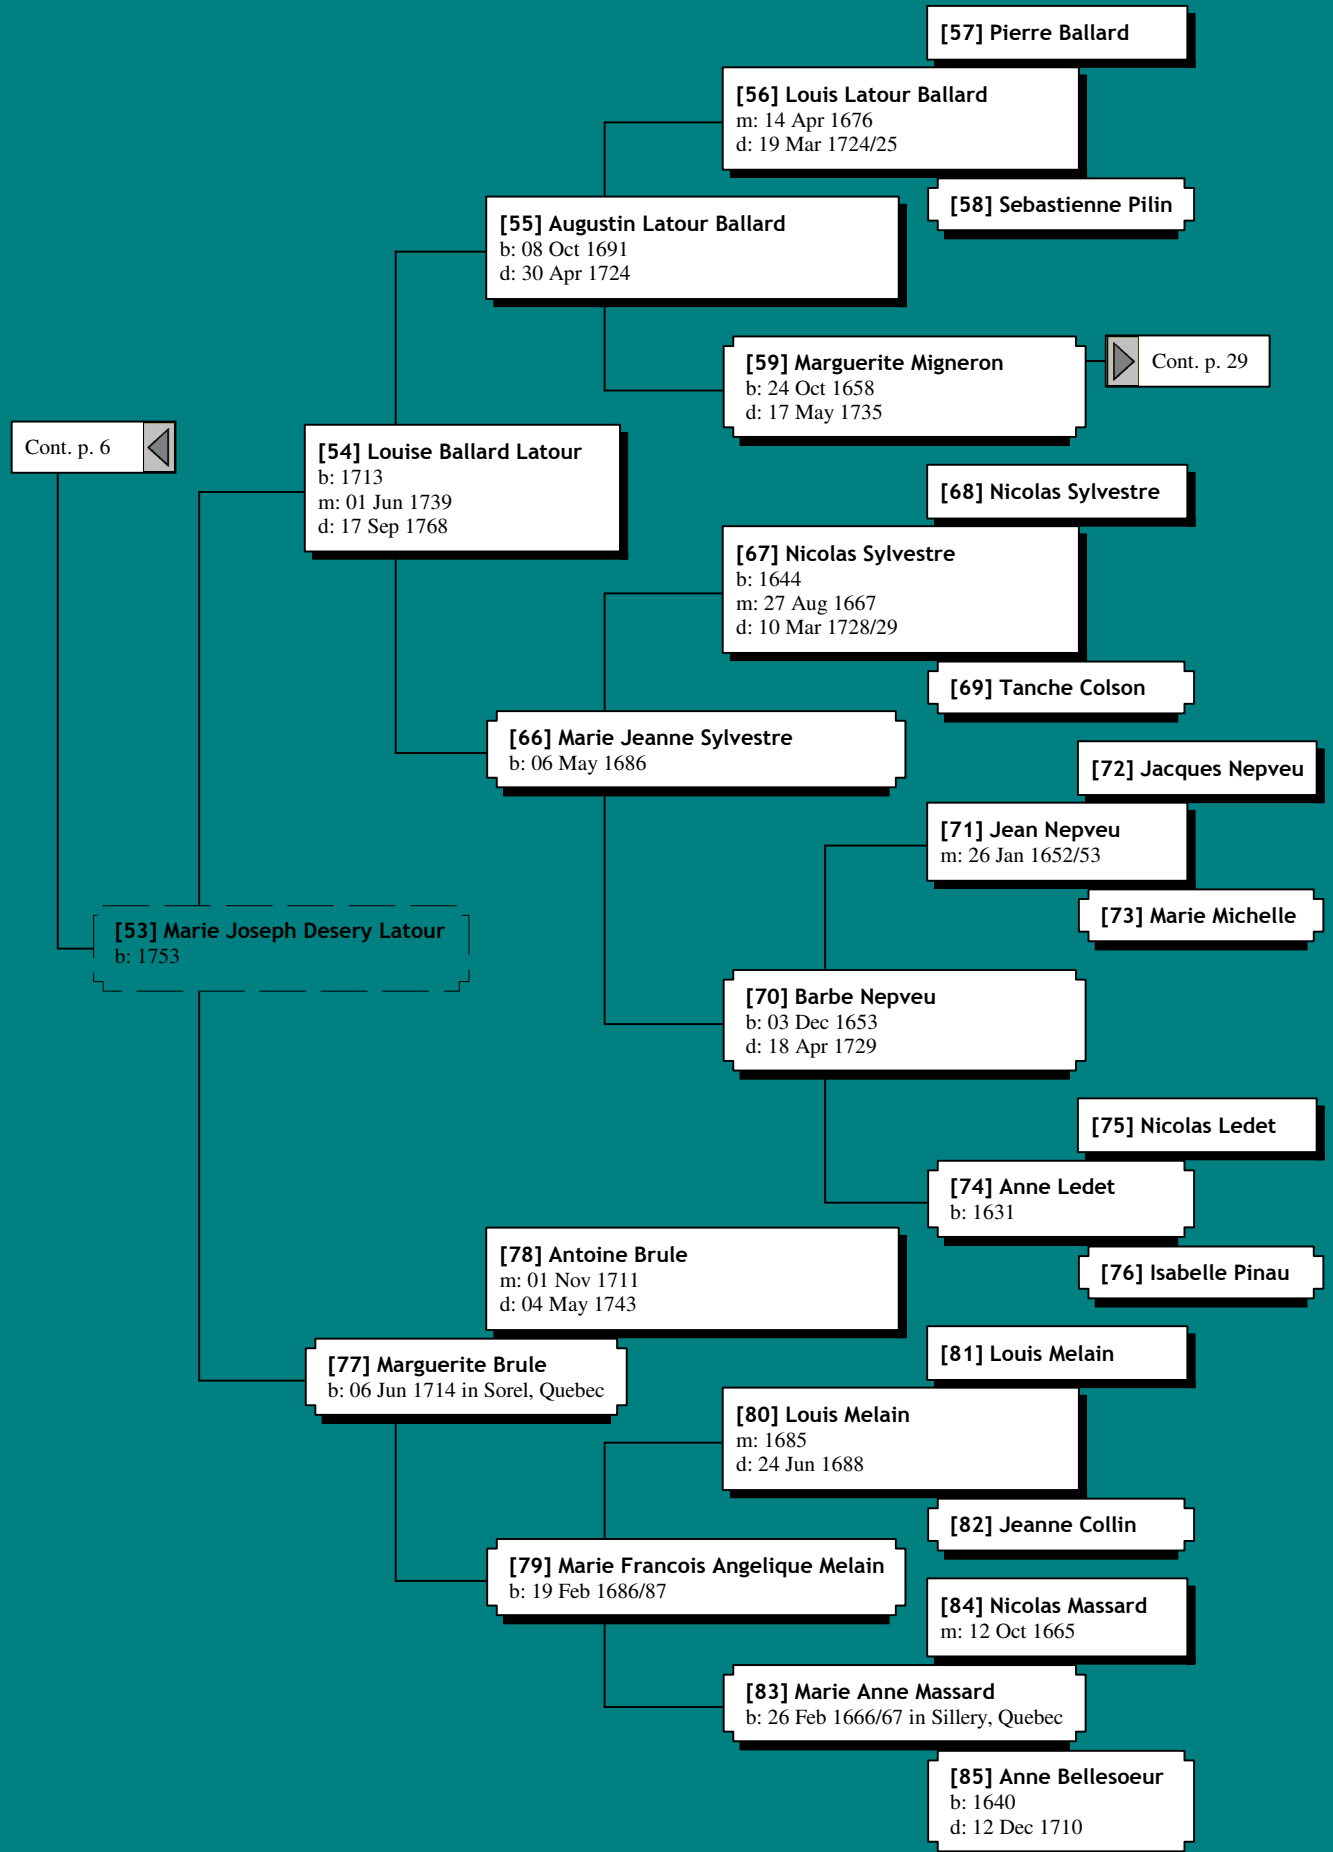 [57] Pierre Ballard
[56] Louis Latour Ballard
m: 14 Apr 1676
d: 19 Mar 1724/25
[58] Sebastienne Pilin
[55] Augustin Latour Ballard
b: 08 Oct 1691
d: 30 Apr 1724
[59] Marguerite Migneron
b: 24 Oct 1658
d: 17 May 1735
Cont. p. 29
Cont. p. 6
[54] Louise Ballard Latour
b: 1713
m: 01 Jun 1739
d: 17 Sep 1768
[68] Nicolas Sylvestre
[67] Nicolas Sylvestre
b: 1644
m: 27 Aug 1667
d: 10 Mar 1728/29
[69] Tanche Colson
[66] Marie Jeanne Sylvestre
b: 06 May 1686
[72] Jacques Nepveu
[71] Jean Nepveu
m: 26 Jan 1652/53
[73] Marie Michelle
[53] Marie Joseph Desery Latour
b: 1753
[70] Barbe Nepveu
b: 03 Dec 1653
d: 18 Apr 1729
[75] Nicolas Ledet
[74] Anne Ledet
b: 1631
[76] Isabelle Pinau
[78] Antoine Brule
m: 01 Nov 1711
d: 04 May 1743
[77] Marguerite Brule
b: 06 Jun 1714 in Sorel, Quebec
[81] Louis Melain
[80] Louis Melain
m: 1685
d: 24 Jun 1688
[82] Jeanne Collin
[79] Marie Francois Angelique Melain
b: 19 Feb 1686/87
[84] Nicolas Massard
m: 12 Oct 1665
[83] Marie Anne Massard
b: 26 Feb 1666/67 in Sillery, Quebec
[85] Anne Bellesoeur
b: 1640
d: 12 Dec 1710